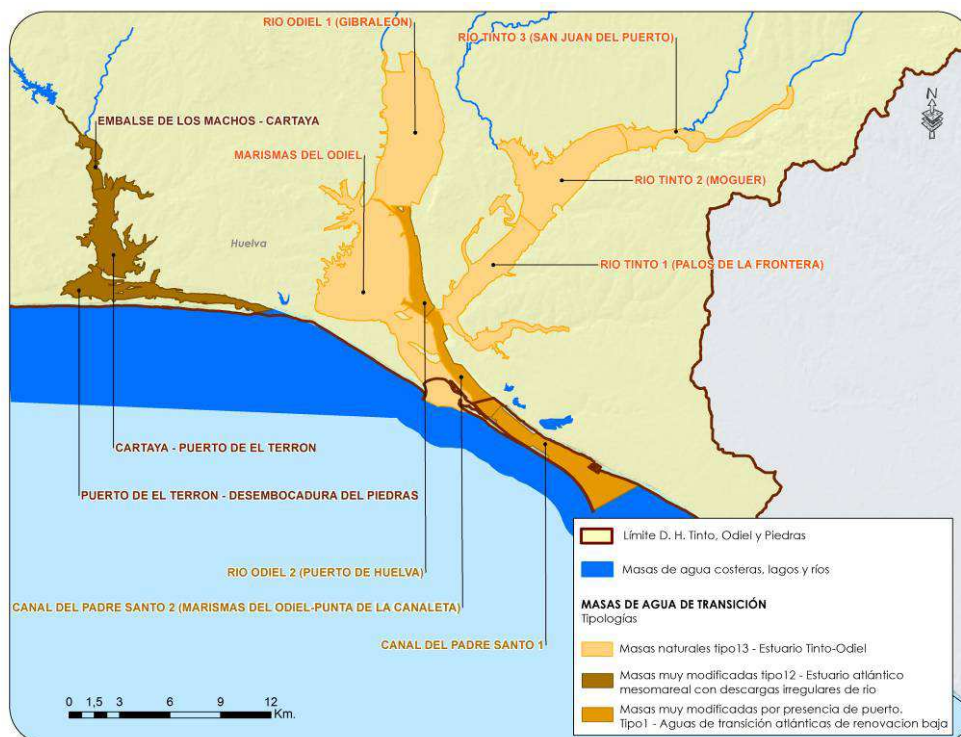 RIO ODIEL 1 (GIBRALEÓN)
RIO TINTO 3 (SAN JUAN DEL PUERTO)
N
EMBALSE DE LOS MACHOS - CARTAYA
MARISMAS DEL ODIEL
RIO TINTO 2 (MOGUER)
Huelva
RIO TINTO 1 (PALOS DE LA FRONTERA)
CARTAYA - PUERTO DE EL TERRON
PUERTO DE EL TERRON - DESEMBOCADURA DEL PIEDRAS
RIO ODIEL 2 (PUERTO DE HUELVA)
CANAL DEL PADRE SANTO 2 (MARISMAS DEL ODIEL-PUNTA DE LA CANALETA)
CANAL DEL PADRE SANTO 1
0 1,5 3 6 9 12
Km.
Límite D. H. Tinto, Odiel y Piedras
Masas de agua costeras, lagos y ríos
MASAS DE AGUA DE TRANSICIÓN
Tipologías
Masas naturales tipo13 - Estuario Tinto-Odiel
Masas muy modificadas tipo12 - Estuario atlántico
mesomareal con descargas irregulares de río
Masas muy modificadas por presencia de puerto.
Tipo1 - Aguas de transición atlánticas de renovacion baja